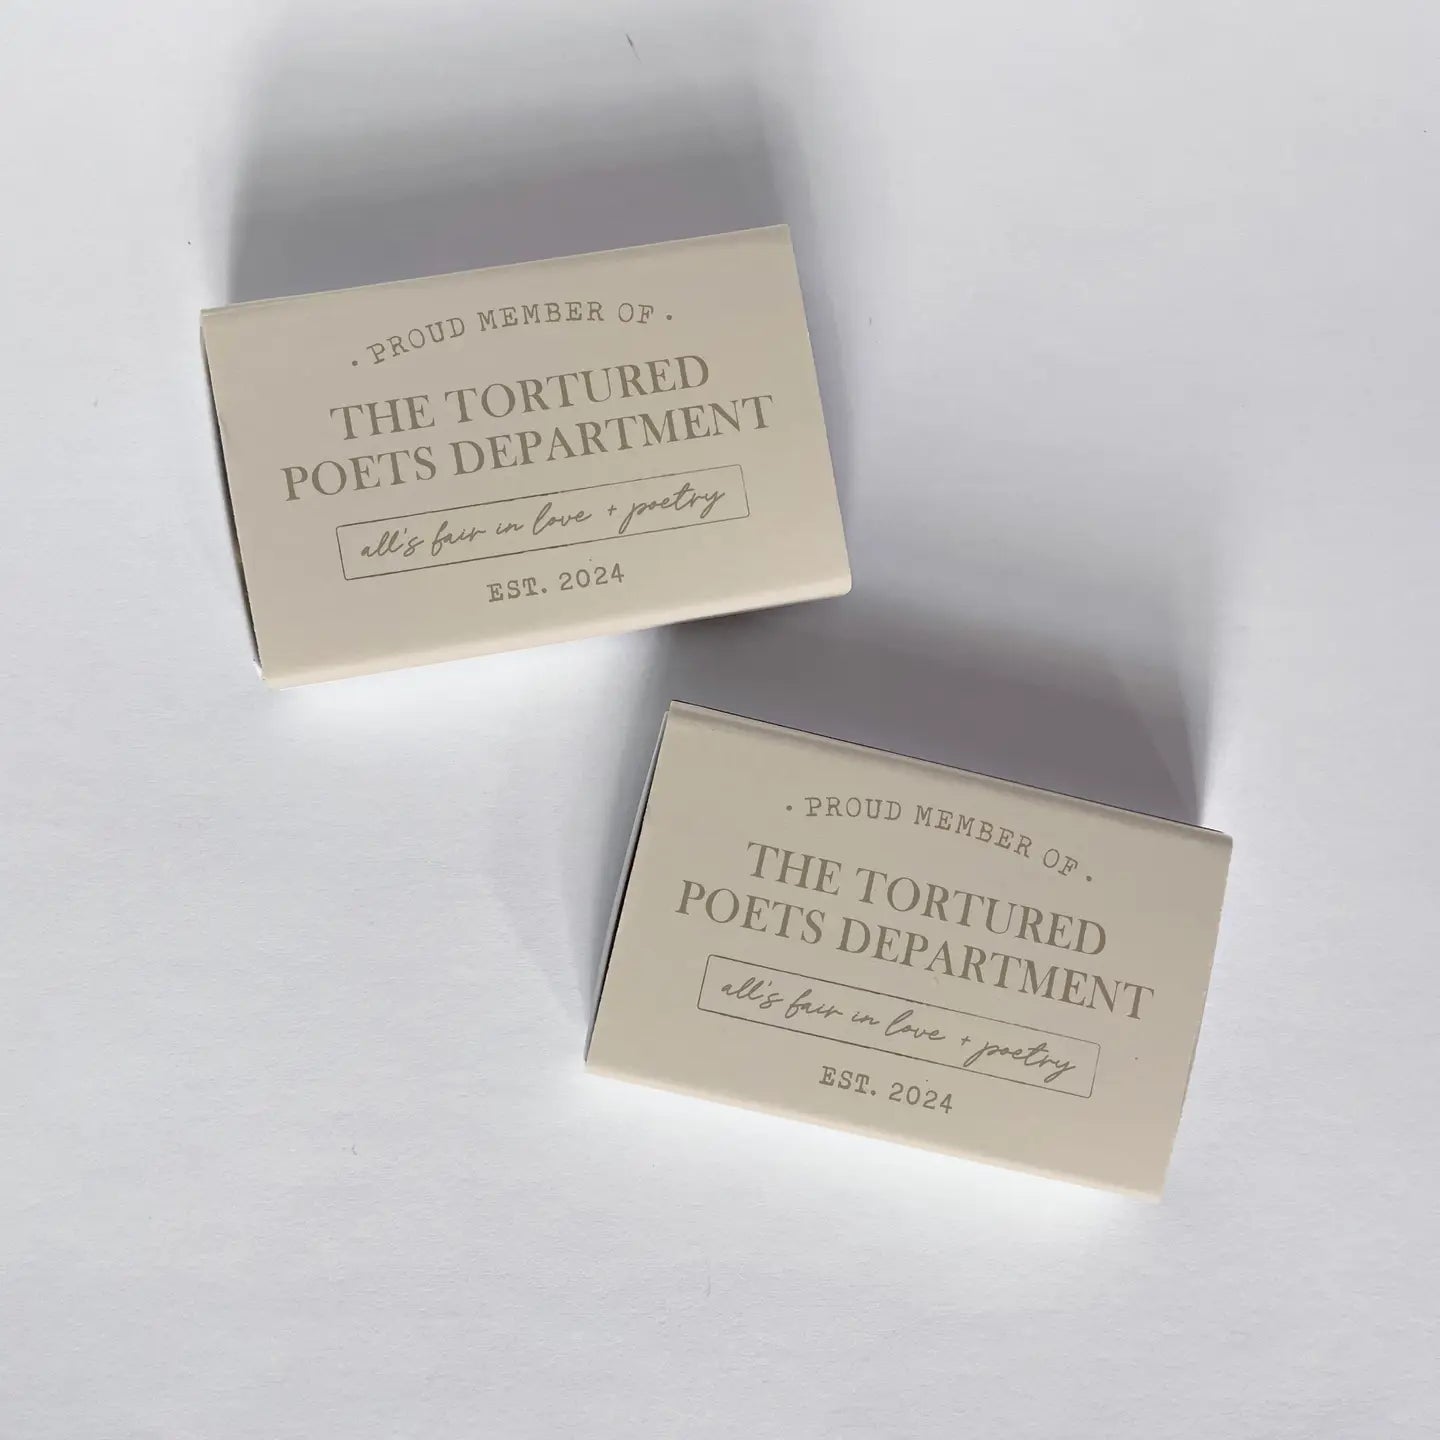 · PROUD MEMBER OF ·
THE TORTURED
POETS DEPARTMENT
all's fair in love + poetry
EST. 2024
· PROUD MEMBER OF ·
THE TORTURED
POETS DEPARTMENT
all's fair in love + poetry
EST. 2024